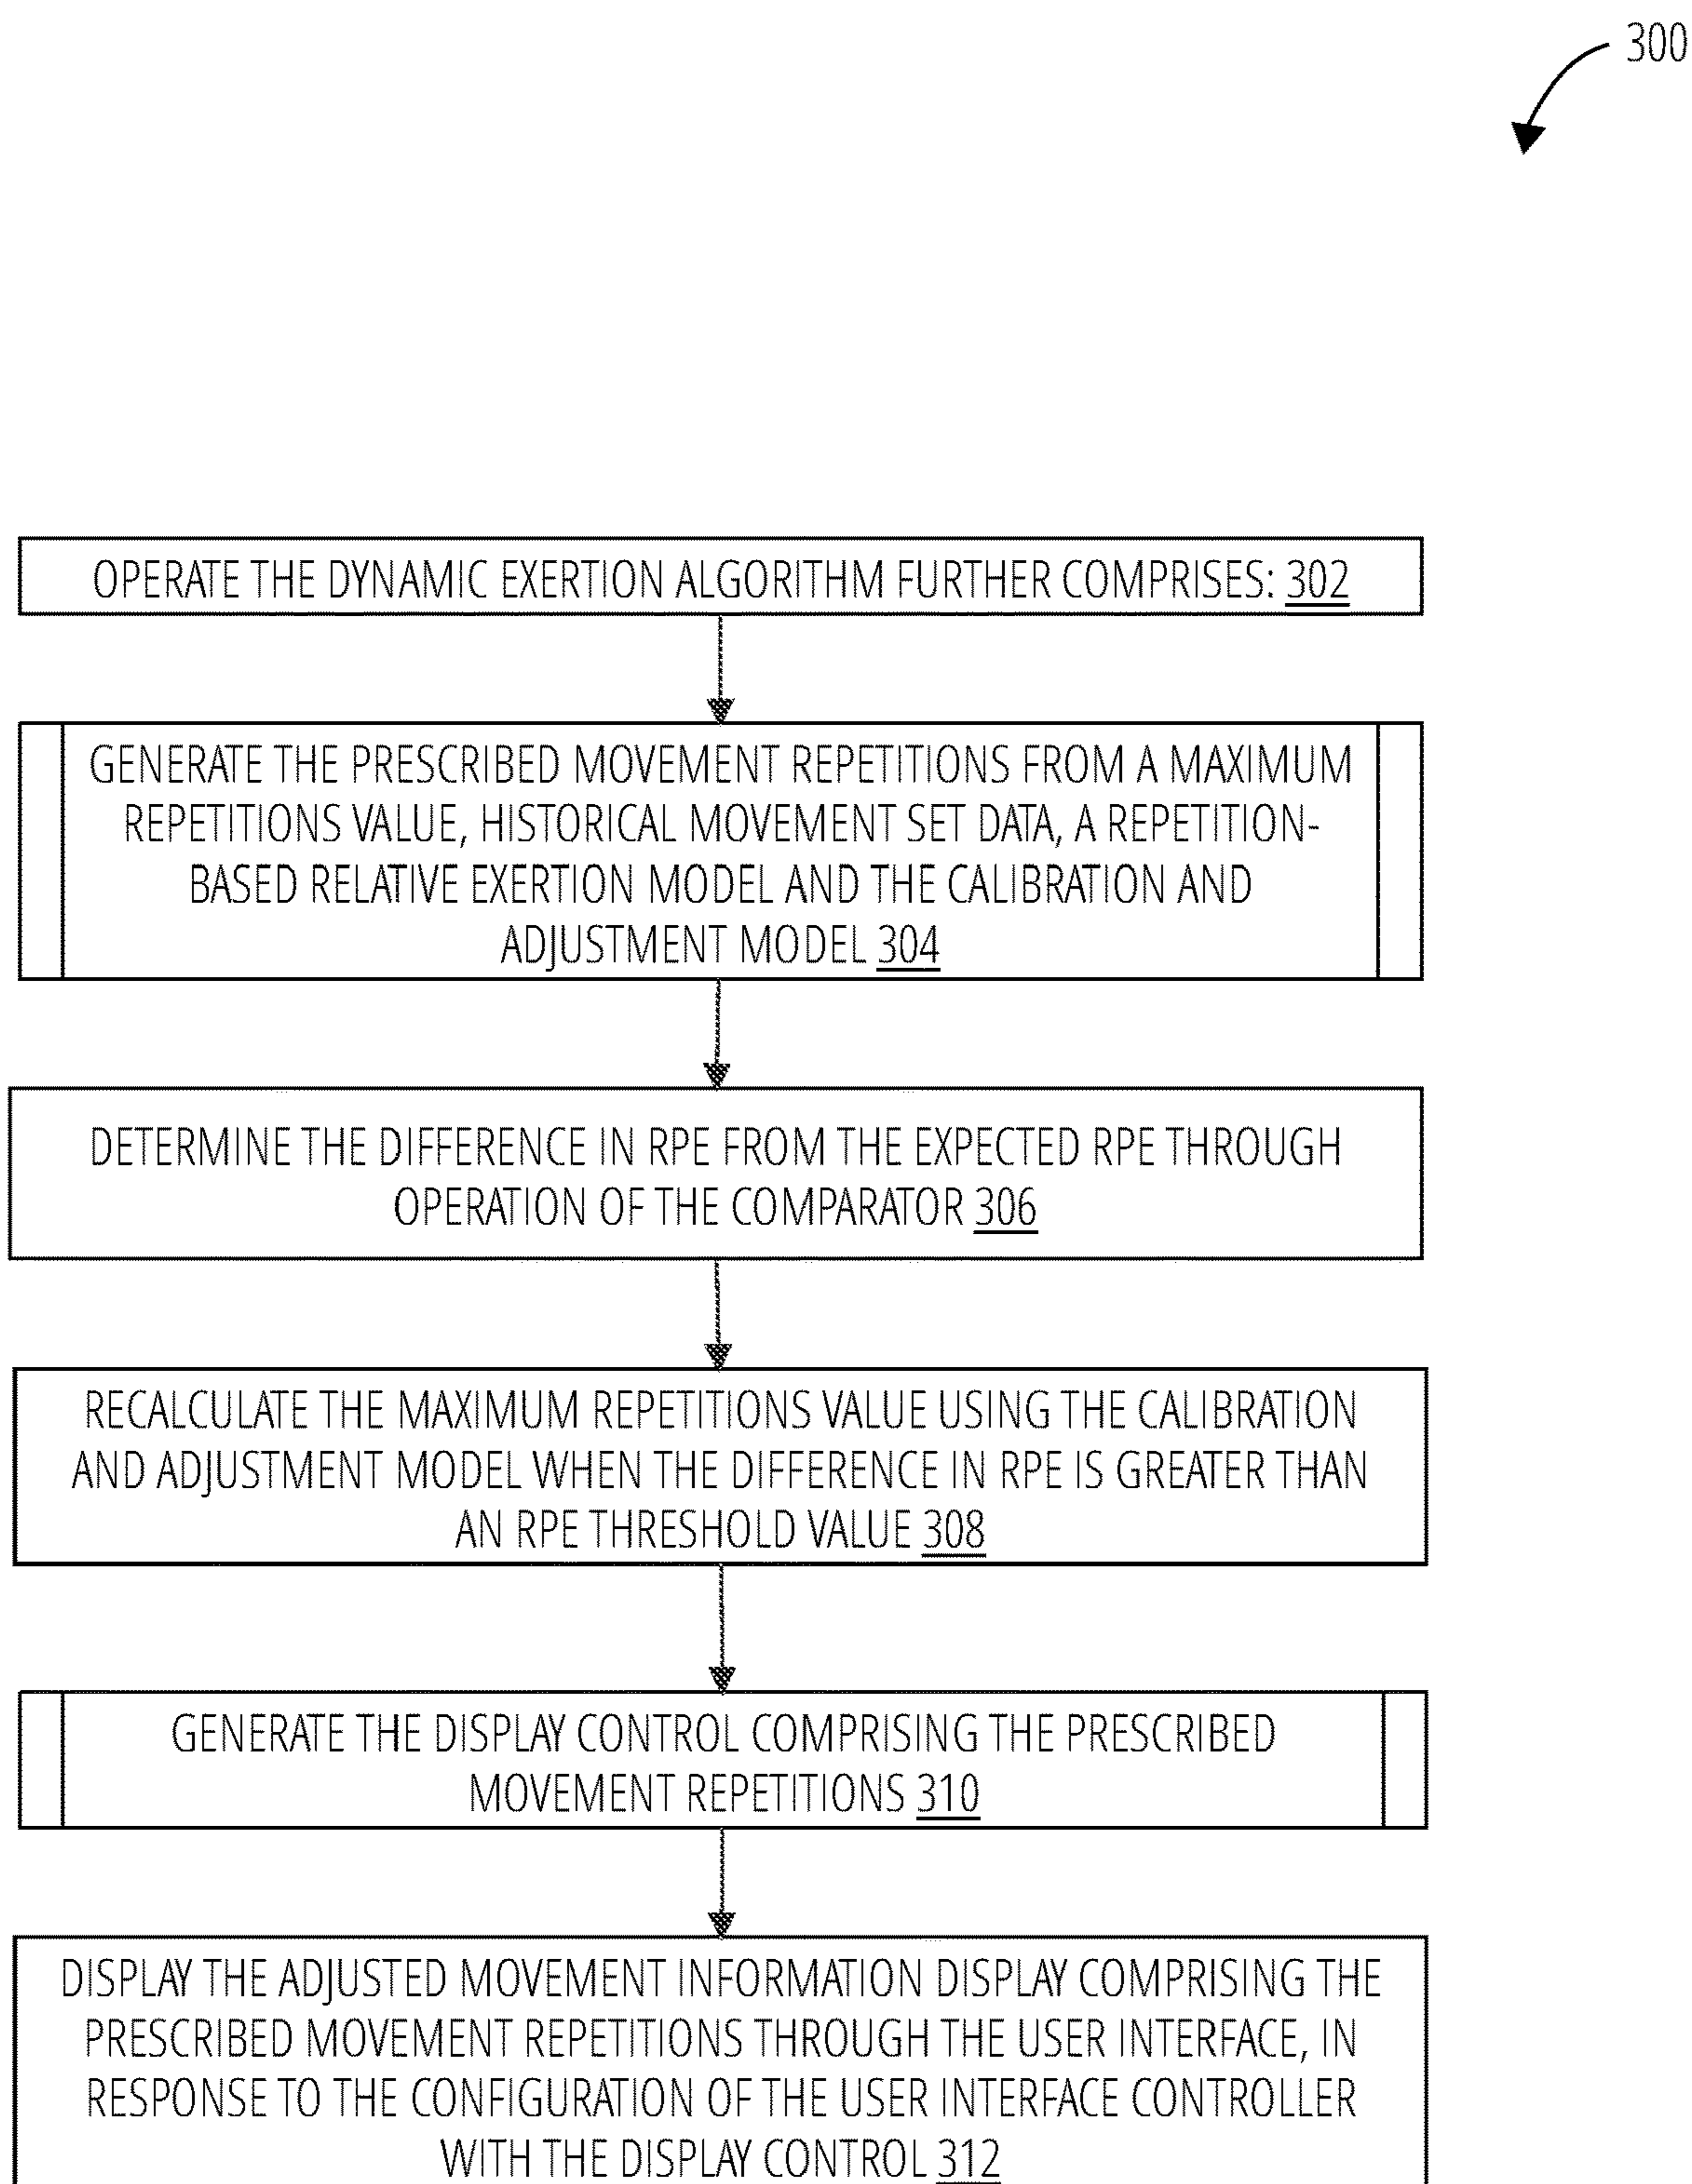 300
OPERATE THE DYNAMIC EXERTION ALGORITHM FURTHER COMPRISES: 302
GENERATE THE PRESCRIBED MOVEMENT REPETITIONS FROM A MAXIMUM
REPETITIONS VALUE, HISTORICAL MOVEMENT SET DATA, A REPETITION-
BASED RELATIVE EXERTION MODEL AND THE CALIBRATION AND
ADJUSTMENT MODEL 304
DETERMINE THE DIFFERENCE IN RPE FROM THE EXPECTED RPE THROUGH
OPERATION OF THE COMPARATOR 306
RECALCULATE THE MAXIMUM REPETITIONS VALUE USING THE CALIBRATION
AND ADJUSTMENT MODEL WHEN THE DIFFERENCE IN RPE IS GREATER THAN
AN RPE THRESHOLD VALUE 308
GENERATE THE DISPLAY CONTROL COMPRISING THE PRESCRIBED
MOVEMENT REPETITIONS 310
DISPLAY THE ADJUSTED MOVEMENT INFORMATION DISPLAY COMPRISING THE
PRESCRIBED MOVEMENT REPETITIONS THROUGH THE USER INTERFACE, IN
RESPONSE TO THE CONFIGURATION OF THE USER INTERFACE CONTROLLER
WITH THE DISPLAY CONTROL 312